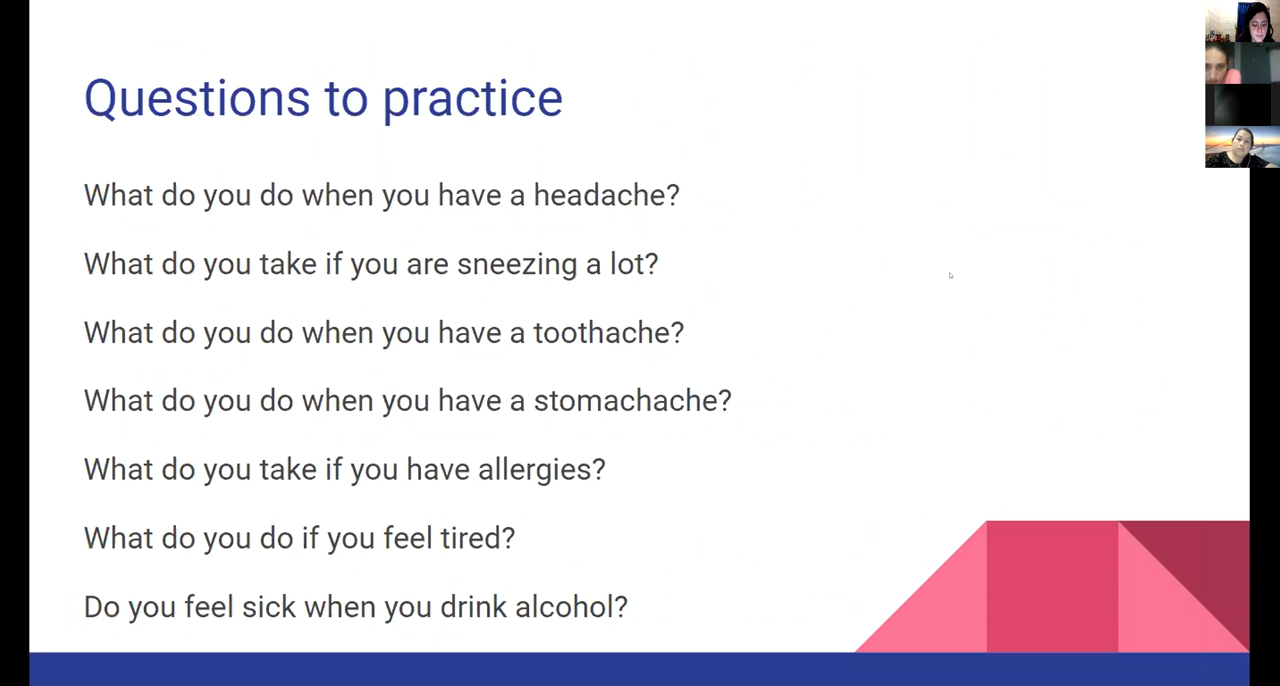 Questions to practice
What do you do when you have a headache?
What do you take if you are sneezing a lot?
What do you do when you have a toothache?
What do you do when you have a stomachache?
What do you take if you have allergies?
What do you do if you feel tired?
Do you feel sick when you drink alcohol?